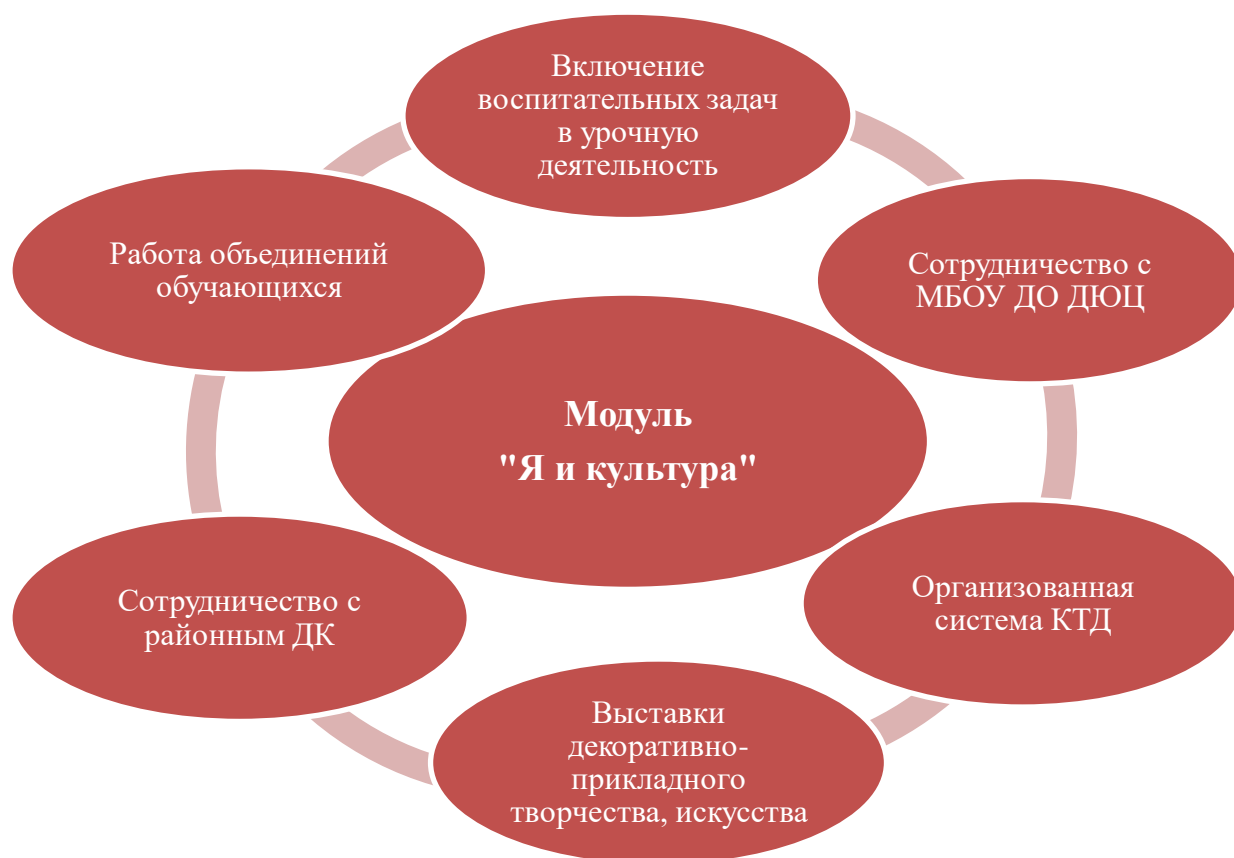 Включение
воспитательных задач
в урочную
деятельность
Сотрудничество с
МБОУ ДО ДЮЦ
Организованная
система КТД
Выставки
декоративно-
прикладного
творчества, искусства
Сотрудничество с
районным ДК
Работа объединений
обучающихся
Модуль
"Я и культура"